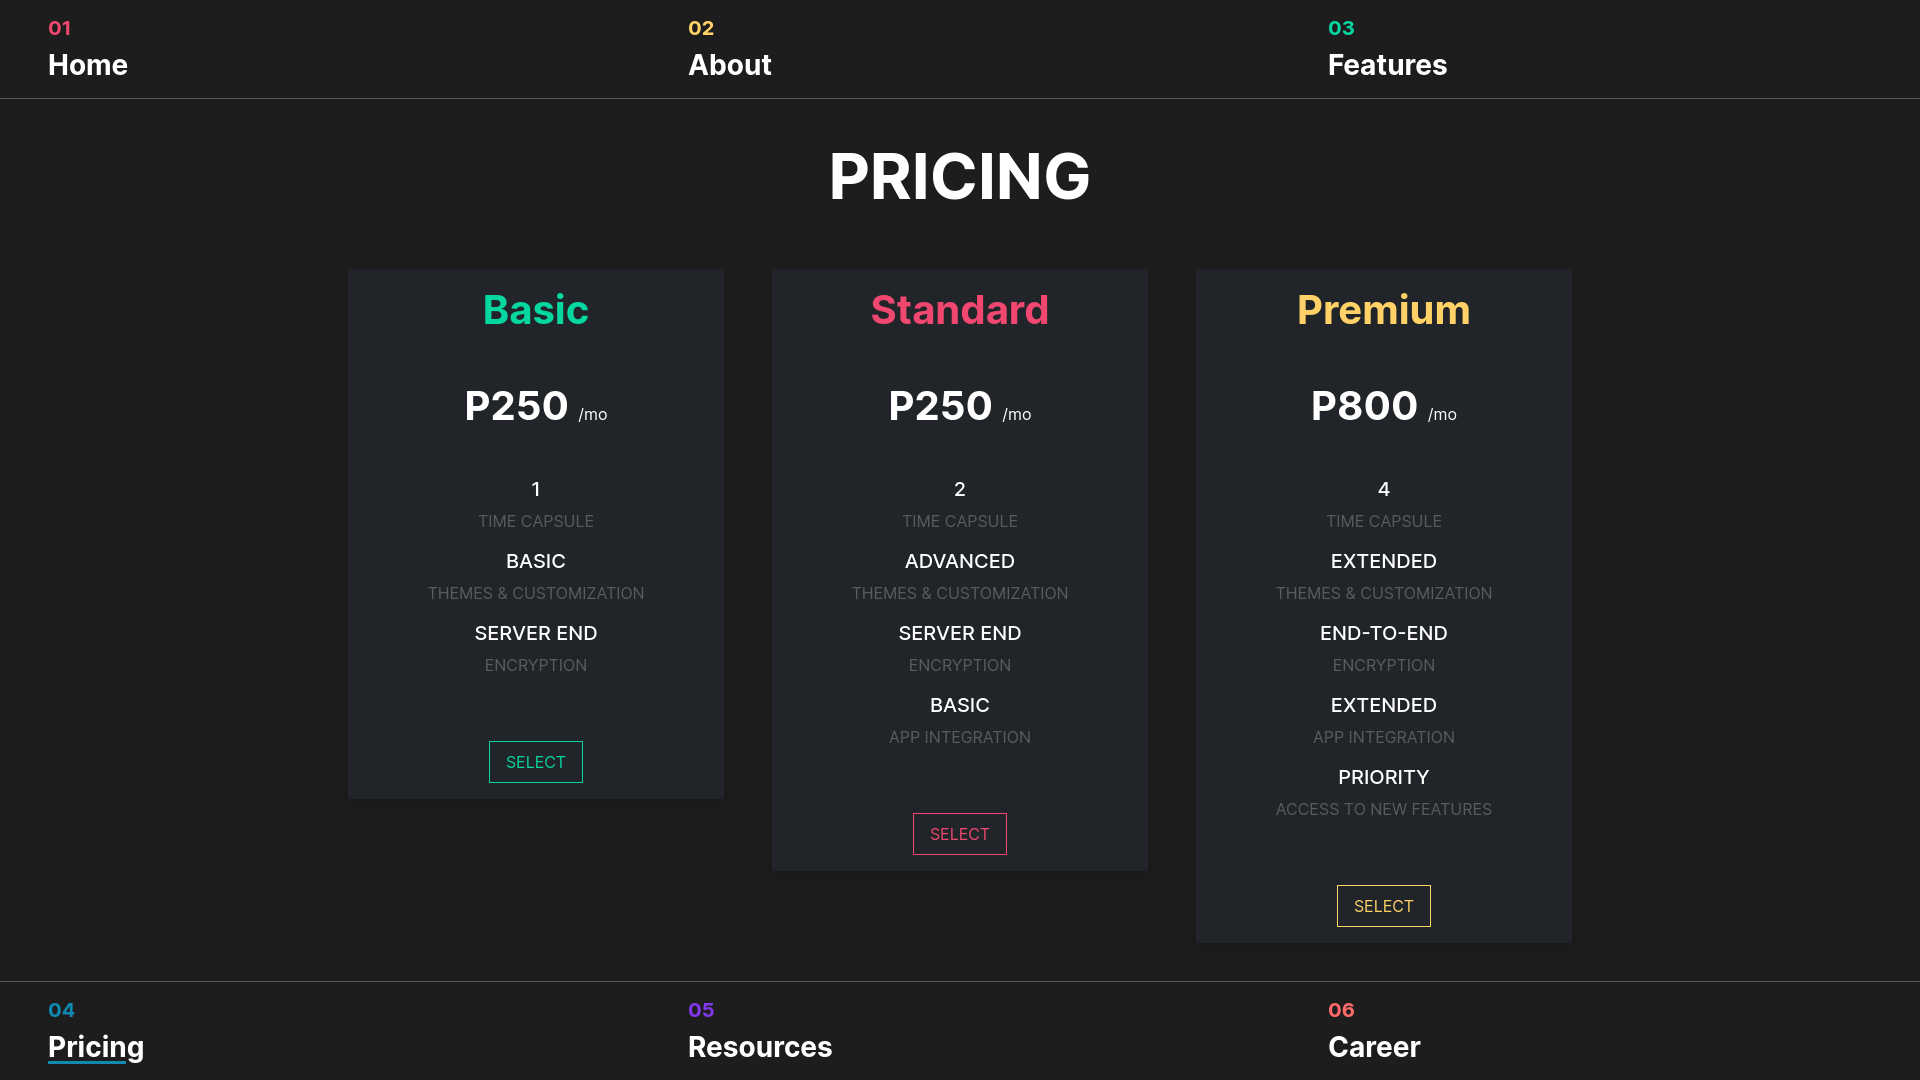 01
Home
02
About
03
Features
PRICING
Basic
P250 /mo
1
TIME CAPSULE
BASIC
THEMES & CUSTOMIZATION
SERVER END
ENCRYPTION
SELECT
Standard
P250 /mo
2
TIME CAPSULE
ADVANCED
THEMES & CUSTOMIZATION
SERVER END
ENCRYPTION
BASIC
APP INTEGRATION
SELECT
Premium
P800 /mo
4
TIME CAPSULE
EXTENDED
THEMES & CUSTOMIZATION
END-TO-END
ENCRYPTION
EXTENDED
APP INTEGRATION
PRIORITY
ACCESS TO NEW FEATURES
SELECT
04
Pricing
05
Resources
06
Career